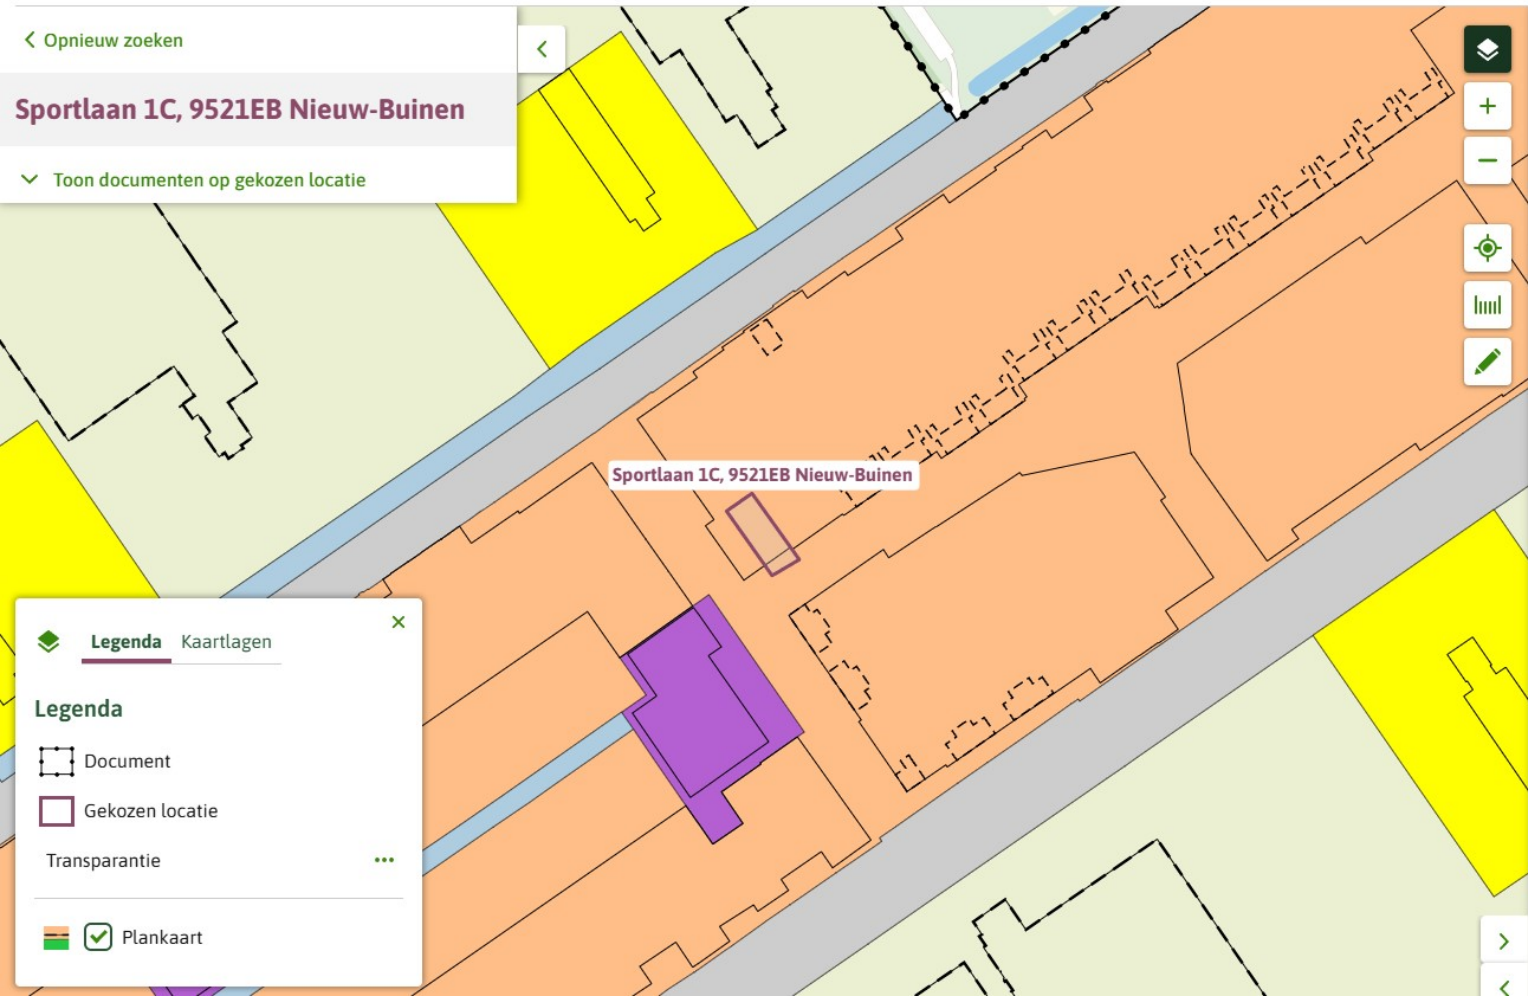 Opnieuw zoeken
Sportlaan 1C, 9521EB Nieuw-Buinen
Toon documenten op gekozen locatie
Sportlaan 1C, 9521EB Nieuw-Buinen
Legenda Kaartlagen
Legenda
Document
Gekozen locatie
Transparantie
Plankaart